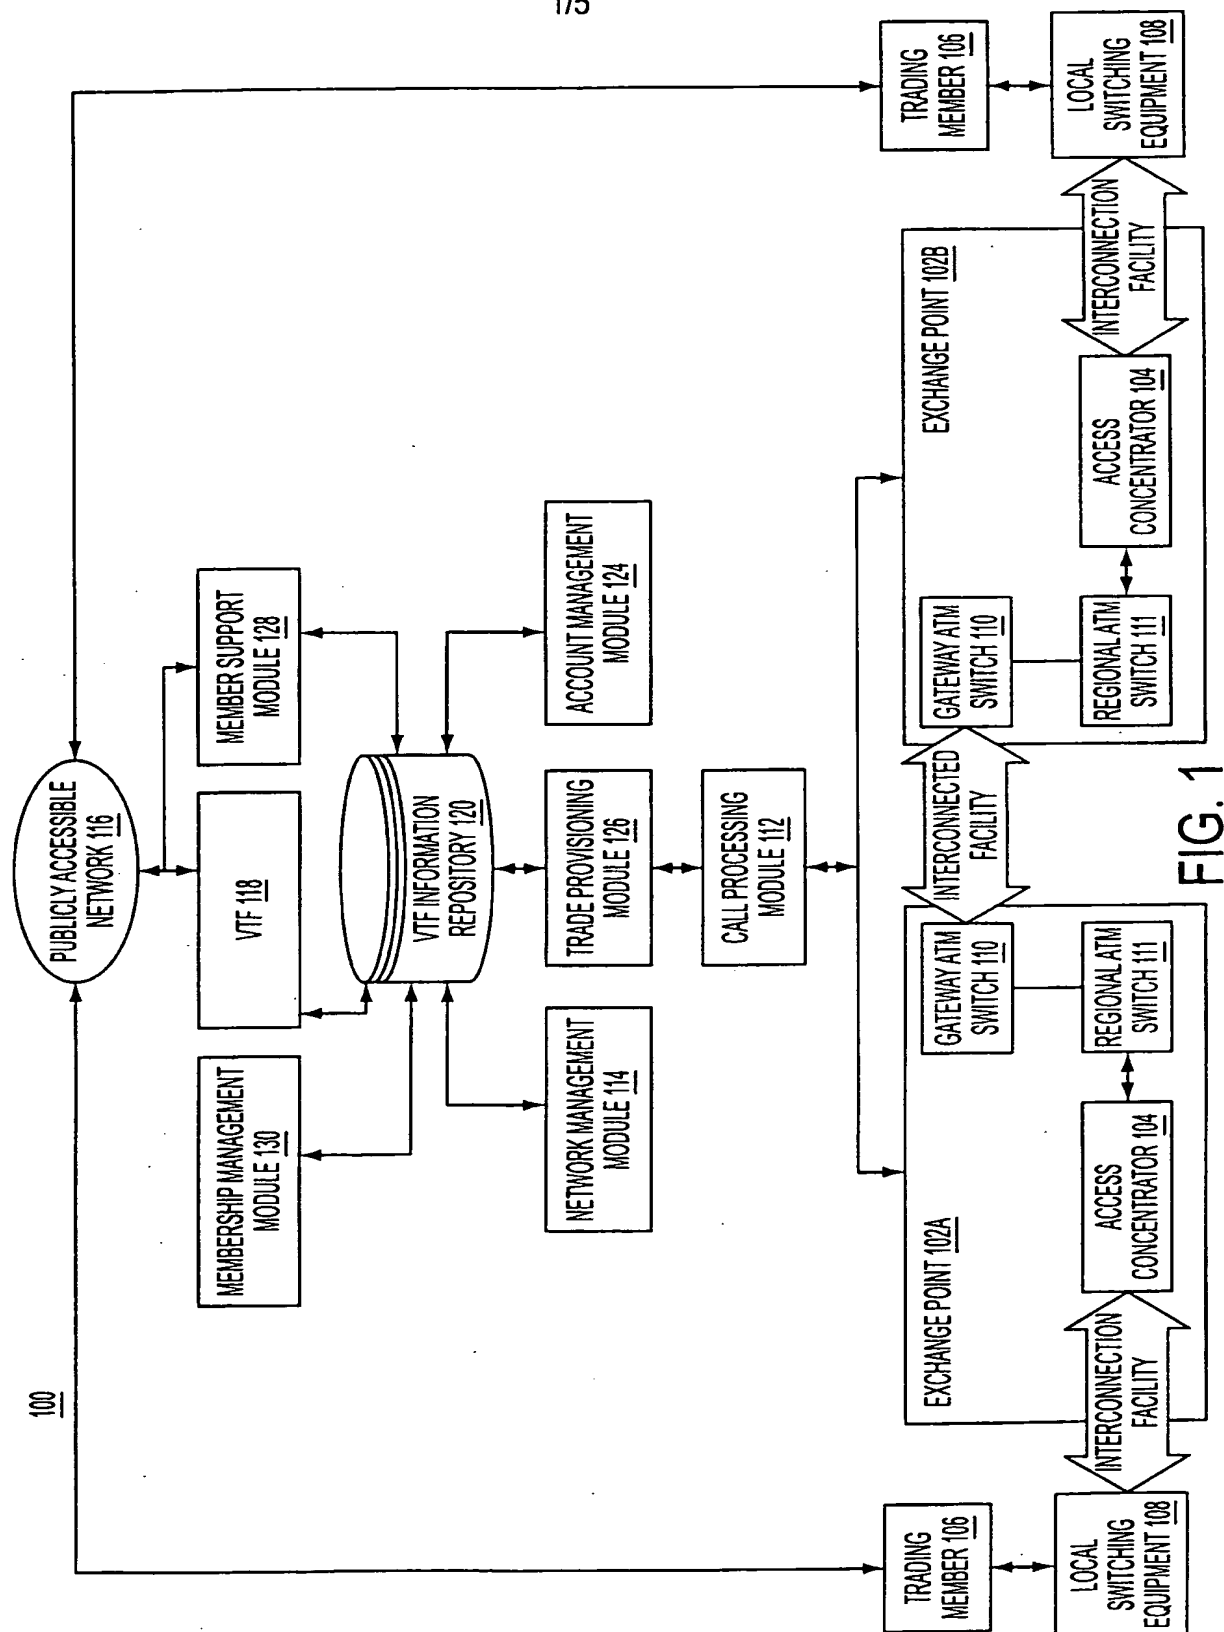 1/5
100
PUBLICLY ACCESSIBLE
NETWORK 116
MEMBERSHIP MANAGEMENT
MODULE 130
VTF 118
MEMBER SUPPORT
MODULE 128
VTF INFORMATION
REPOSITORY 120
NETWORK MANAGEMENT
MODULE 114
TRADE PROVISIONING
MODULE 126
ACCOUNT MANAGEMENT
MODULE 124
CALL PROCESSING
MODULE 112
TRADING
MEMBER 106
LOCAL
SWITCHING
EQUIPMENT 108
INTERCONNECTION
FACILITY
EXCHANGE POINT 102A
ACCESS
CONCENTRATOR 104
GATEWAY ATM
SWITCH 110
REGIONAL ATM
SWITCH 111
INTERCONNECTED
FACILITY
EXCHANGE POINT 102B
GATEWAY ATM
SWITCH 110
REGIONAL ATM
SWITCH 111
ACCESS
CONCENTRATOR 104
INTERCONNECTION
FACILITY
TRADING
MEMBER 106
LOCAL
SWITCHING
EQUIPMENT 108
FIG. 1